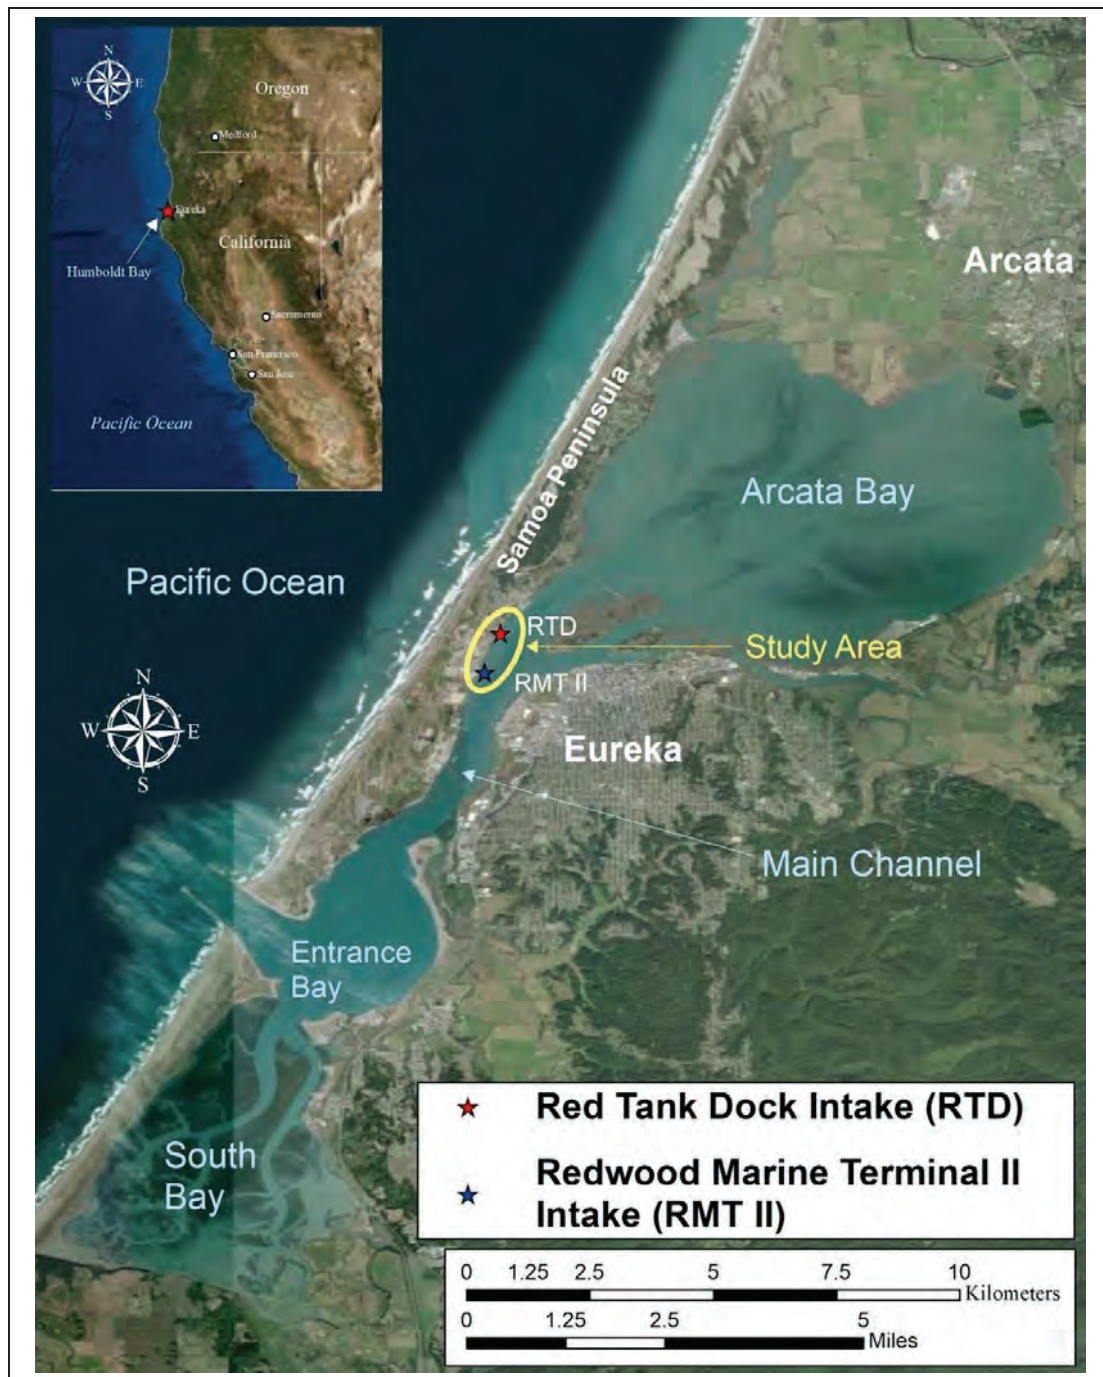 N
W E
S
Oregon
Medford
Eureka
California
Humboldt Bay
Sacramento
San Francisco
San Jose
Pacific Ocean
Arcata
Samoa Peninsula
Arcata Bay
Pacific Ocean
RTD
Study Area
RMT II
N
W E
S
Eureka
Main Channel
Entrance
Bay
South
Bay
Red Tank Dock Intake (RTD)
Redwood Marine Terminal II
Intake (RMT II)
0 1.25 2.5 5 7.5 10
Kilometers
0 1.25 2.5 5
Miles